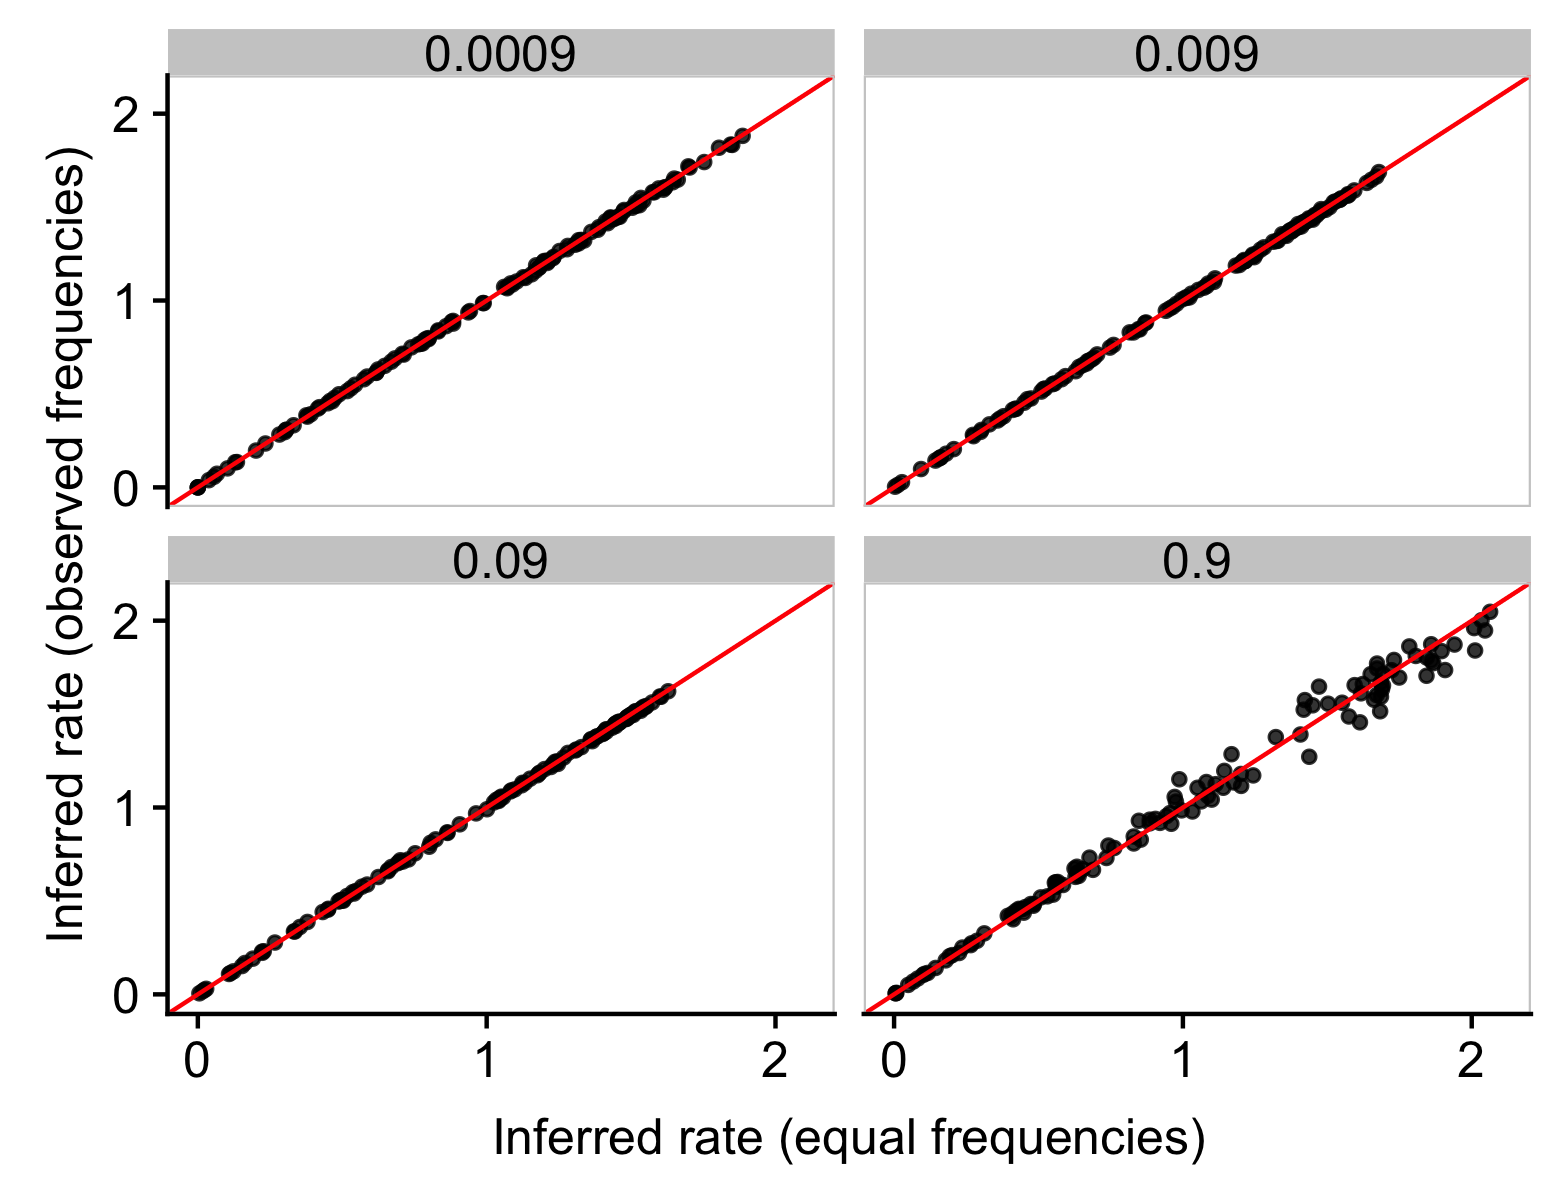 0.0009
0.009
2
1
0
0.09
0.9
2
1
0
0 1 2
0 1 2
Inferred rate (observed frequencies)
Inferred rate (equal frequencies)